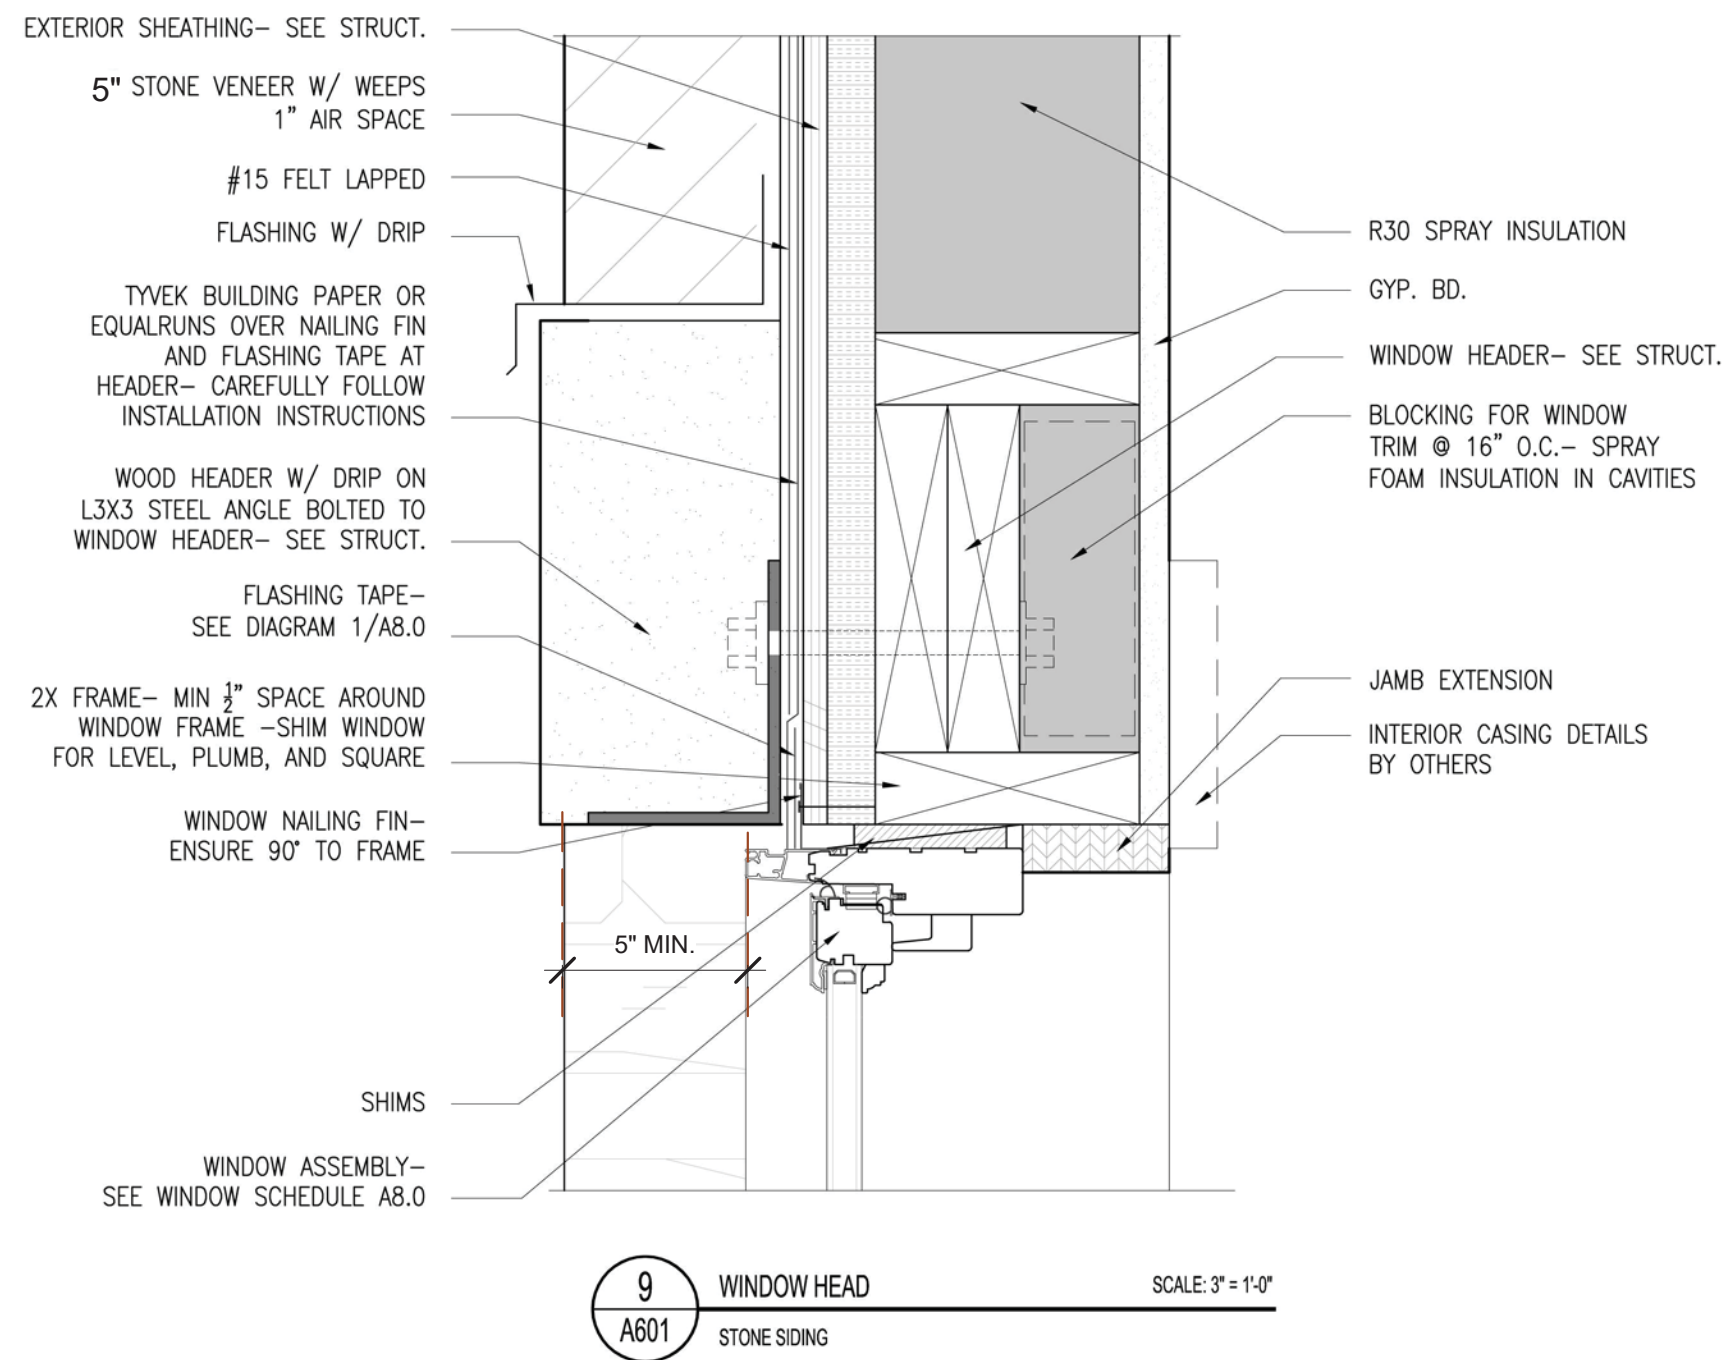 EXTERIOR SHEATHING– SEE STRUCT.
5" STONE VENEER W/ WEEPS
1” AIR SPACE
#15 FELT LAPPED
FLASHING W/ DRIP
TYVEK BUILDING PAPER OR
EQUALRUNS OVER NAILING FIN
AND FLASHING TAPE AT
HEADER– CAREFULLY FOLLOW
INSTALLATION INSTRUCTIONS
WOOD HEADER W/ DRIP ON
L3X3 STEEL ANGLE BOLTED TO
WINDOW HEADER– SEE STRUCT.
FLASHING TAPE–
SEE DIAGRAM 1/A8.0
2X FRAME– MIN ½” SPACE AROUND
WINDOW FRAME –SHIM WINDOW
FOR LEVEL, PLUMB, AND SQUARE
WINDOW NAILING FIN–
ENSURE 90° TO FRAME
SHIMS
WINDOW ASSEMBLY–
SEE WINDOW SCHEDULE A8.0
5" MIN.
R30 SPRAY INSULATION
GYP. BD.
WINDOW HEADER– SEE STRUCT.
BLOCKING FOR WINDOW
TRIM @ 16” O.C.– SPRAY
FOAM INSULATION IN CAVITIES
JAMB EXTENSION
INTERIOR CASING DETAILS
BY OTHERS
9
A601
WINDOW HEAD
SCALE: 3" = 1'-0"
STONE SIDING